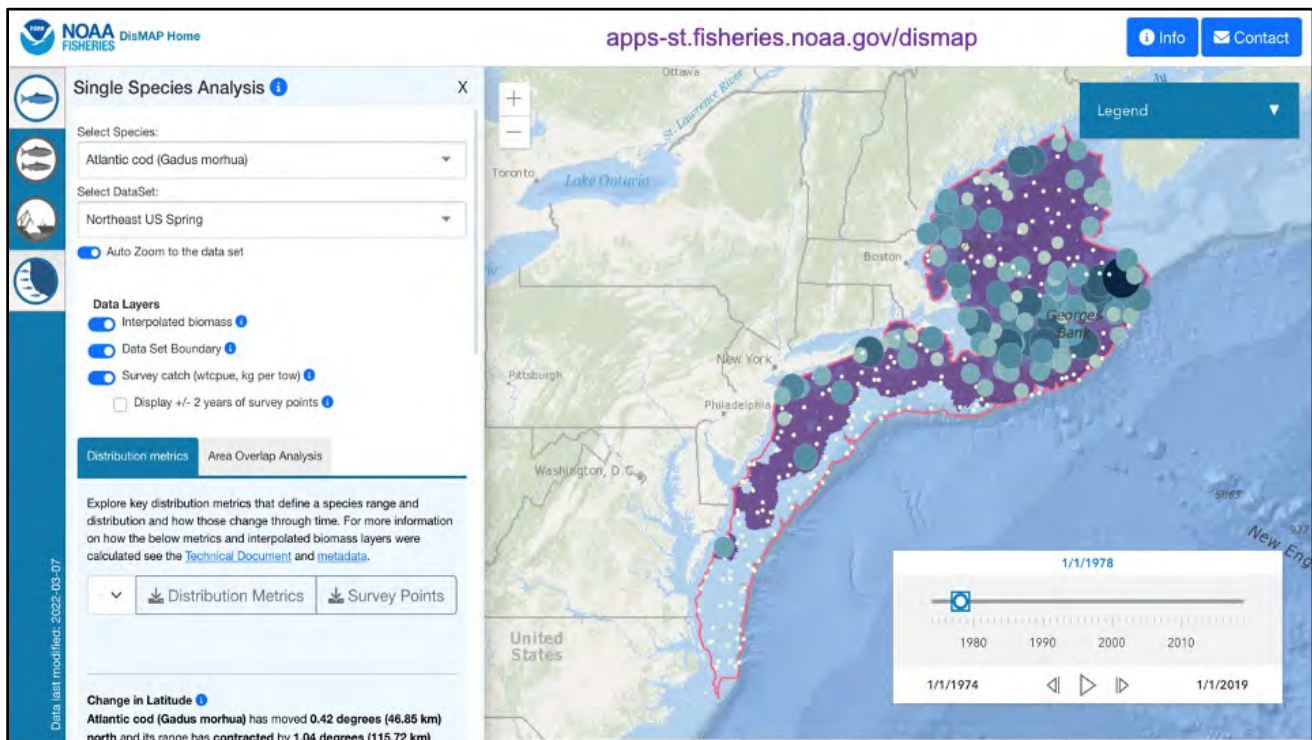 NOAA
FISHERIES
DisMAP Home
apps-st.fisheries.noaa.gov/dismap
Info
Contact
Single Species Analysis
X
Select Species:
Atlantic cod (Gadus morhua)
Select DataSet:
Northeast US Spring
Auto Zoom to the data set
Data Layers
Interpolated biomass
Data Set Boundary
Survey catch (wtcpue, kg per tow)
Display +/- 2 years of survey points
Distribution metrics
Area Overlap Analysis
Explore key distribution metrics that define a species range and
distribution and how those change through time. For more information
on how the below metrics and interpolated biomass layers were
calculated see the Technical Document and metadata.
Distribution Metrics
Survey Points
Change in Latitude
Atlantic cod (Gadus morhua) has moved 0.42 degrees (46.85 km)
north and its range has contracted by 1.04 degrees (115.72 km)
Data last modified: 2022-03-07
+
−
Legend
Ottawa
St. Lawrence River
Toronto
Lake Ontario
Boston
Georges
Bank
New York
Pittsburgh
Philadelphia
Washington, D.C.
United
States
New Eng
1/1/1978
1980
1990
2000
2010
1/1/1974
1/1/2019